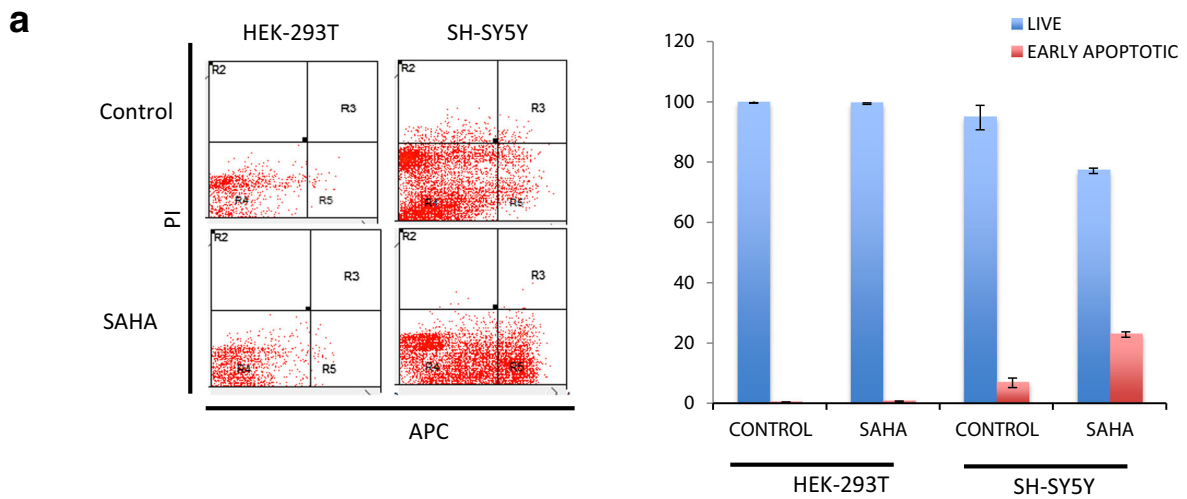 a
HEK-293T
SH-SY5Y
Control
R2
R3
R4
R5
R2
R3
R4
R5
PI
SAHA
R2
R3
R4
R5
R2
R3
R4
R5
APC
LIVE
EARLY APOPTOTIC
120
100
80
60
40
20
0
CONTROL
SAHA
CONTROL
SAHA
HEK-293T
SH-SY5Y